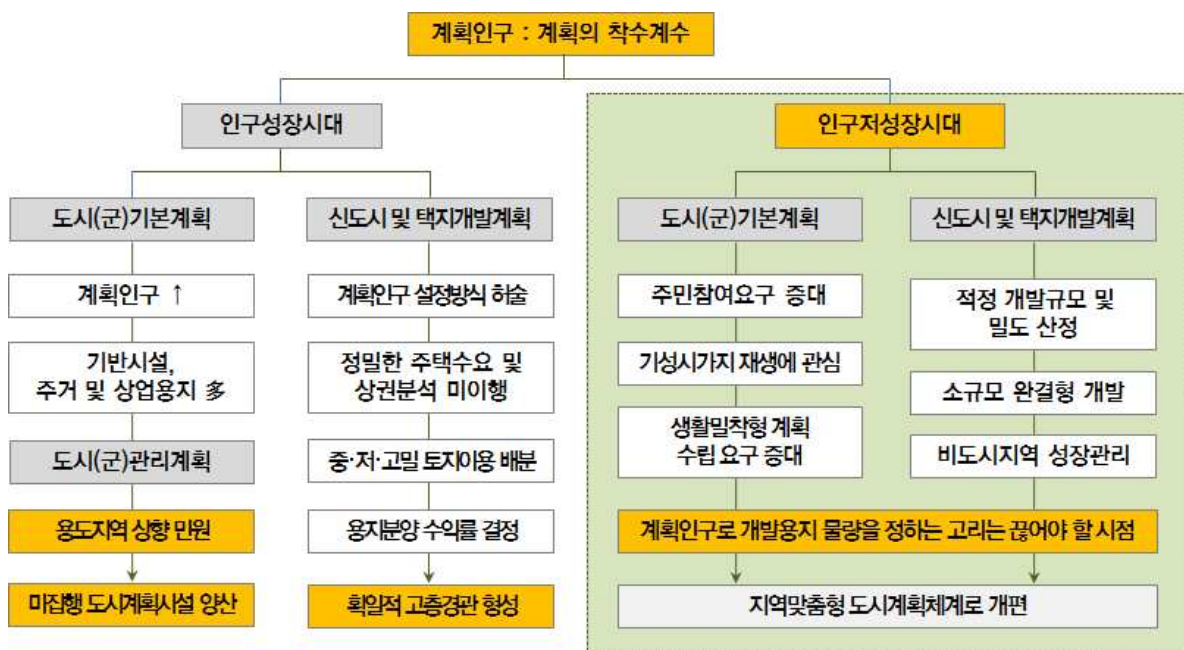 계획인구 : 계획의 착수계수
인구성장시대
도시(군)기본계획
계획인구 ↑
기반시설,
주거 및 상업용지 多
도시(군)관리계획
용도지역 상향 민원
미집행 도시계획시설 양산
신도시 및 택지개발계획
계획인구 설정방식 허술
정밀한 주택수요 및
상권분석 미이행
중·저·고밀 토지이용 배분
용지분양 수익률 결정
획일적 고층경관 형성
인구저성장시대
도시(군)기본계획
주민참여요구 증대
기성시가지 재생에 관심
생활밀착형 계획
수립 요구 증대
신도시 및 택지개발계획
적정 개발규모 및
밀도 산정
소규모 완결형 개발
비도시지역 성장관리
계획인구로 개발용지 물량을 정하는 고리는 끊어야 할 시점
지역맞춤형 도시계획체계로 개편